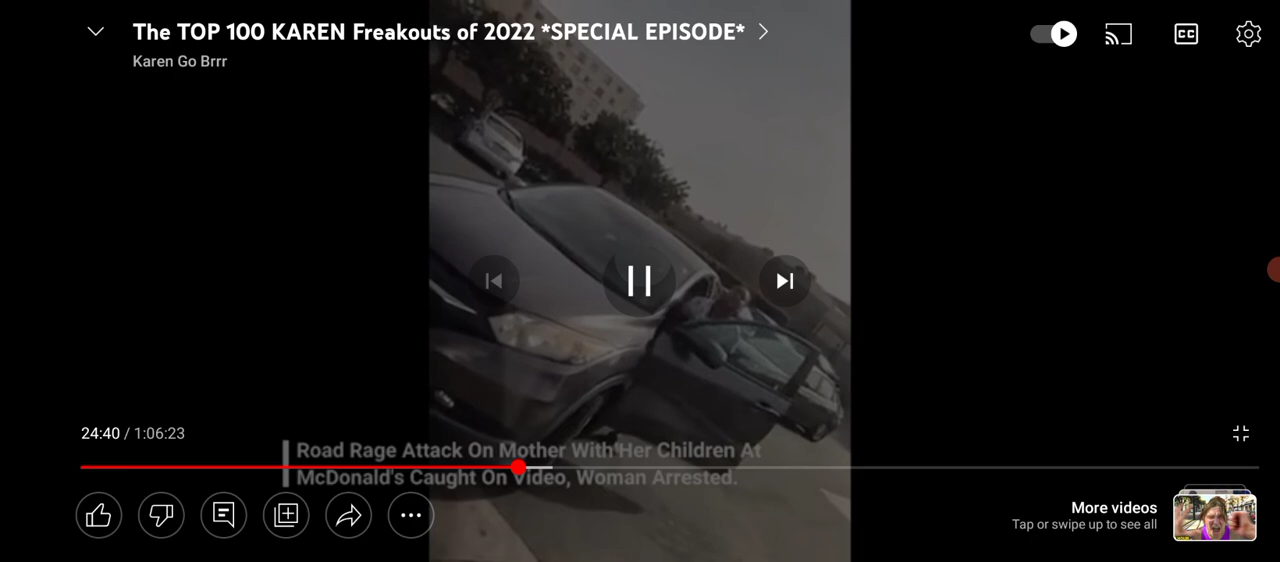 The TOP 100 KAREN Freakouts of 2022 *SPECIAL EPISODE*
Karen Go Brrr
CC
24:40 / 1:06:23
Road Rage Attack On Mother With Her Children At
McDonald's Caught On Video, Woman Arrested.
More videos
Tap or swipe up to see all